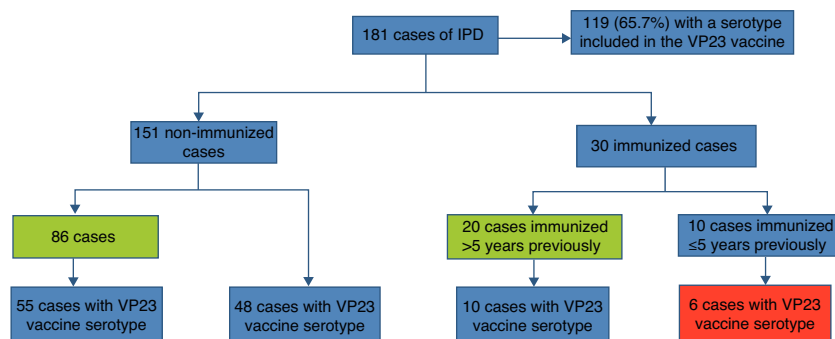 181 cases of IPD
119 (65.7%) with a serotype
included in the VP23 vaccine
151 non-immunized
cases
30 immunized cases
86 cases
20 cases immunized
>5 years previously
10 cases immunized
≤5 years previously
55 cases with VP23
vaccine serotype
48 cases with VP23
vaccine serotype
10 cases with VP23
vaccine serotype
6 cases with VP23
vaccine serotype